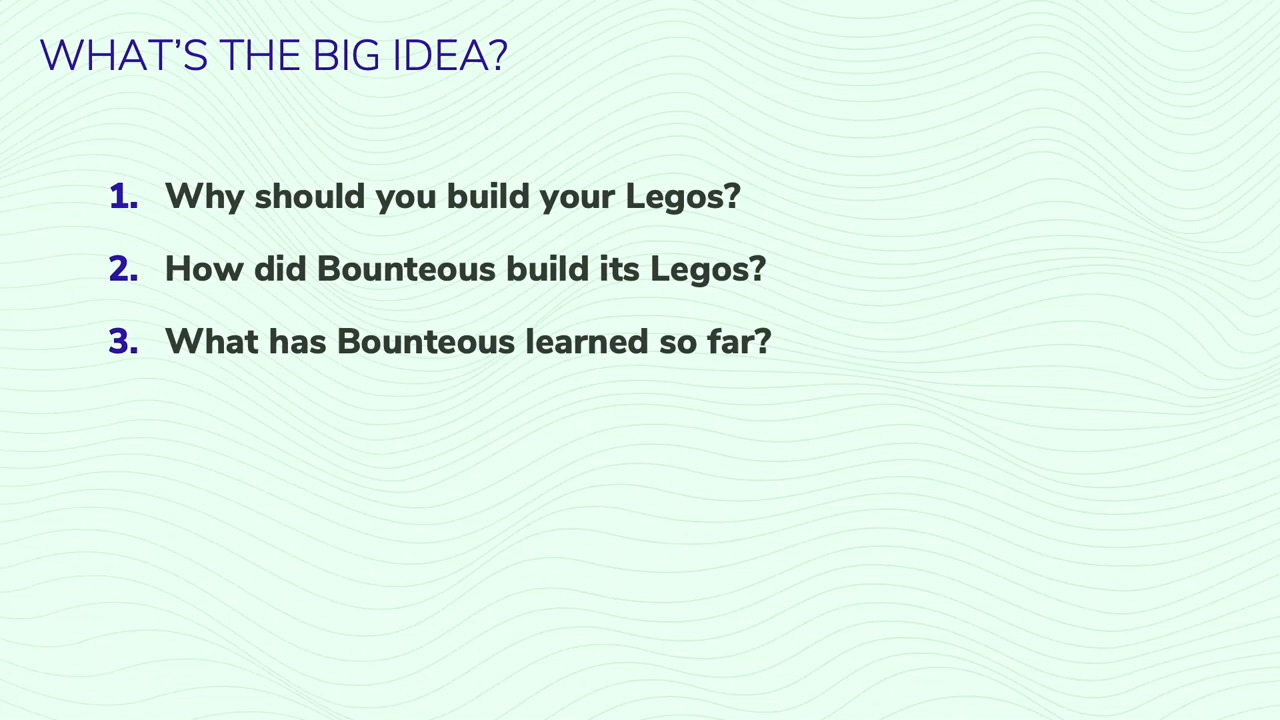 WHAT’S THE BIG IDEA?
1. Why should you build your Legos?
2. How did Bounteous build its Legos?
3. What has Bounteous learned so far?